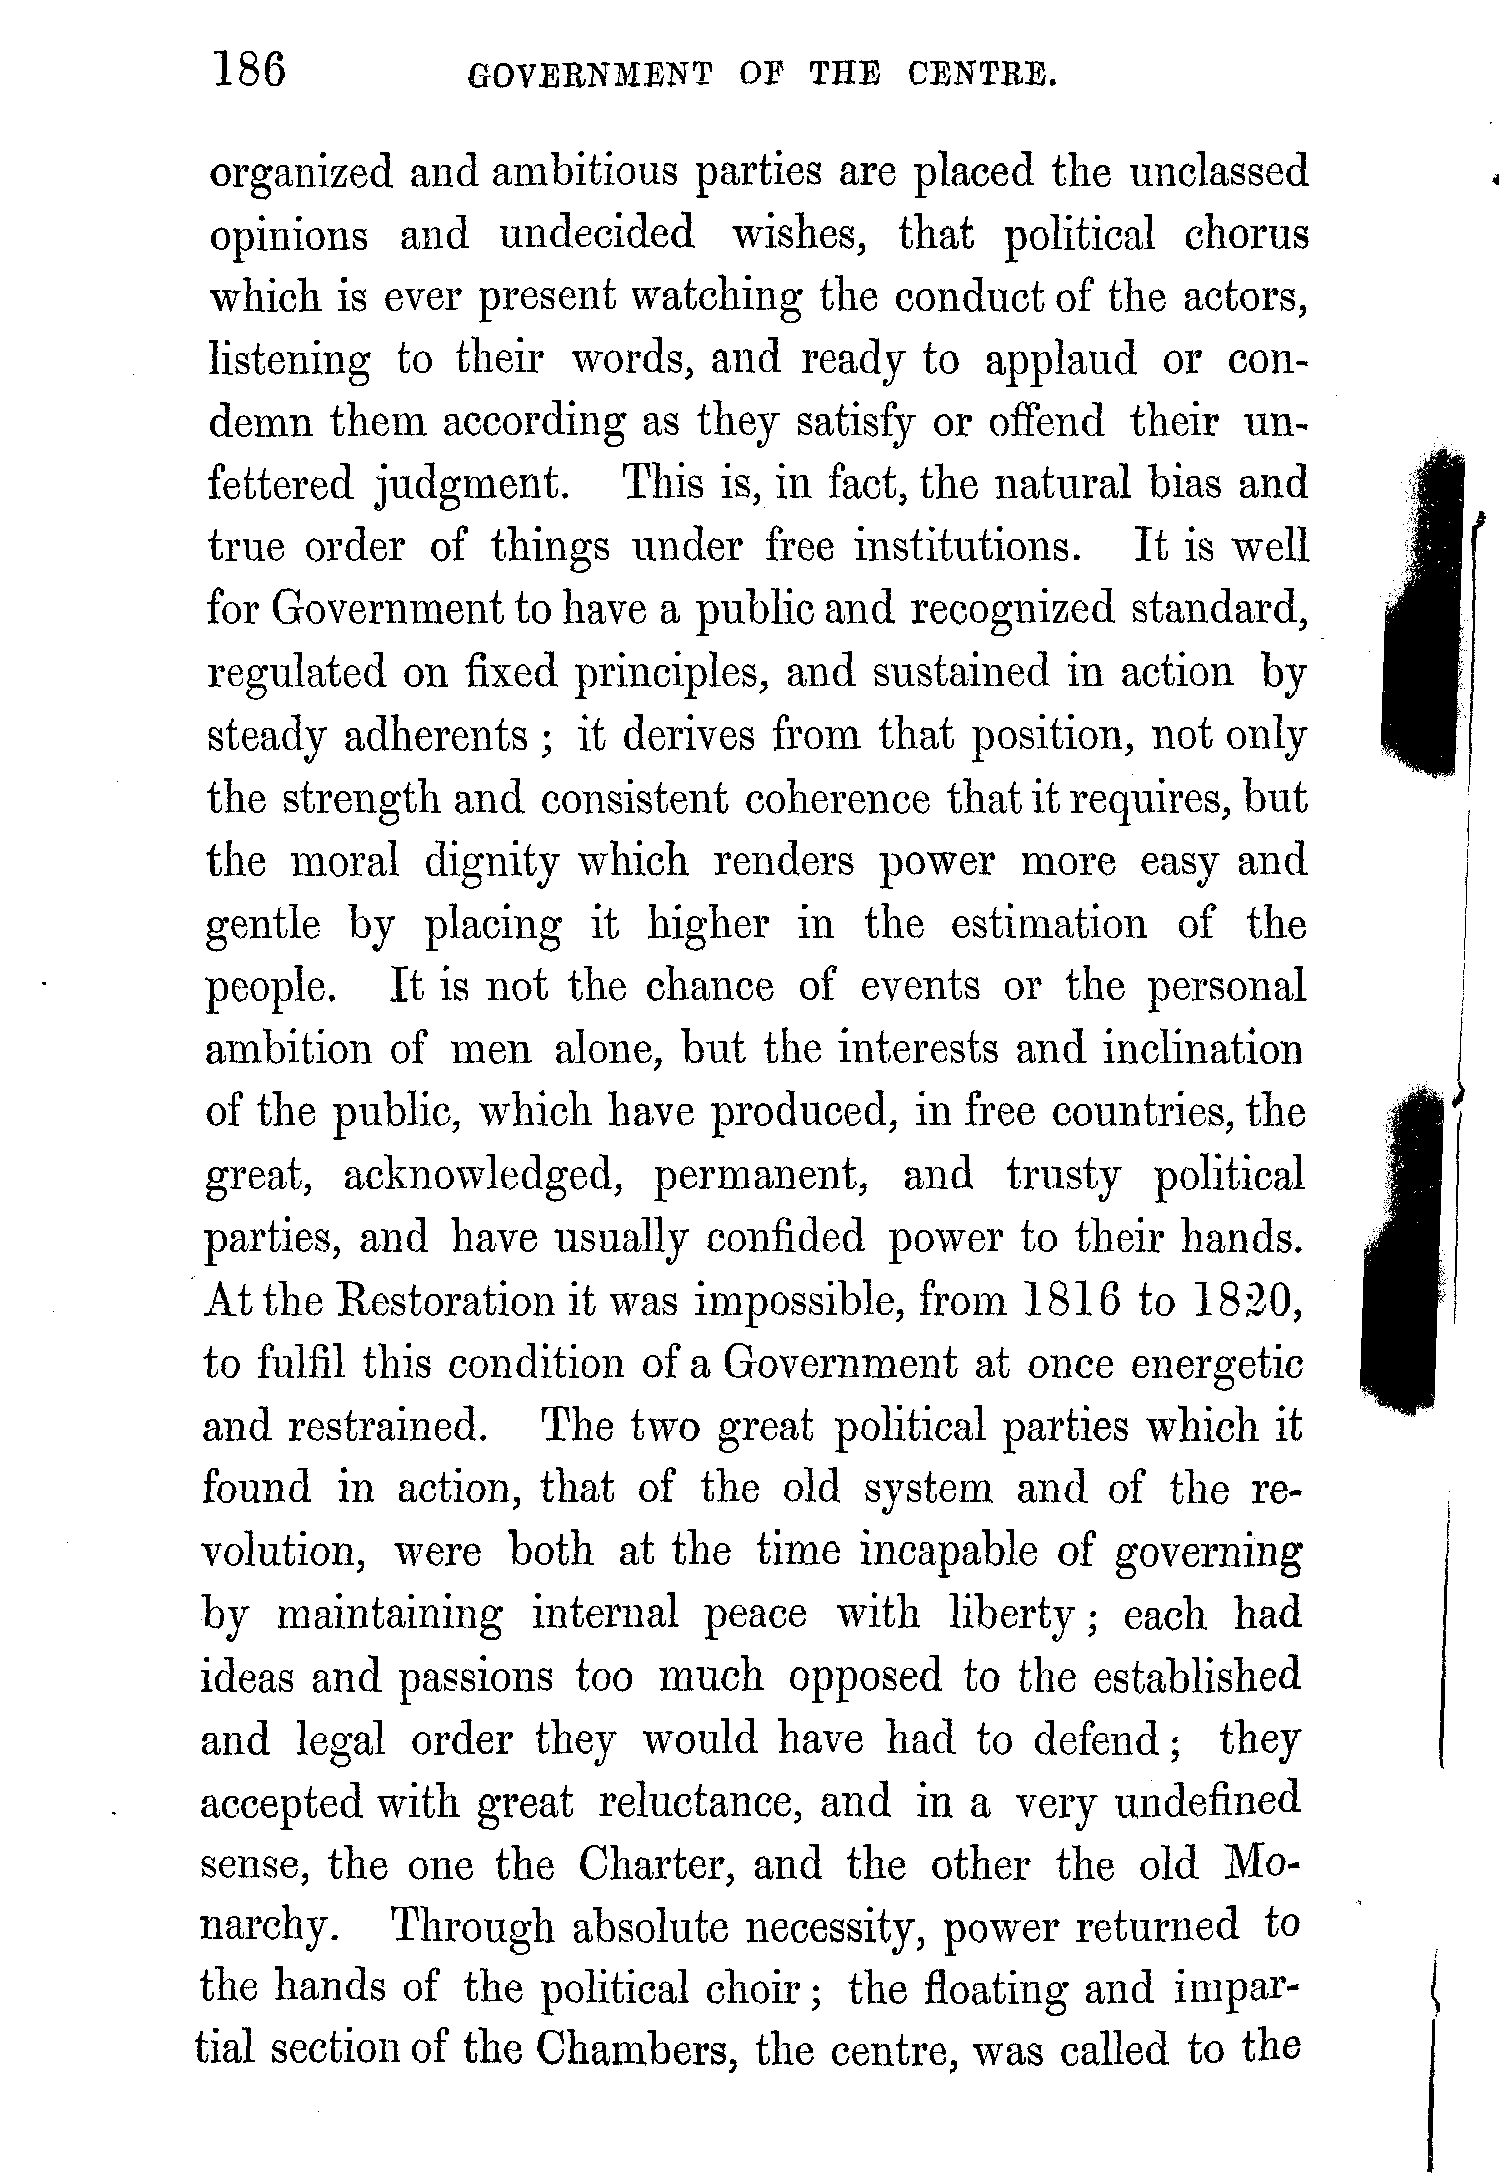 186 GOVERNMENT OF THE CENTRE.
organized and ambitious parties are placed the unclassed
opinions and undecided wishes, that political chorus
which is ever present watching the conduct of the actors,
listening to their words, and ready to applaud or con-
demn them according as they satisfy or offend their un-
fettered judgment. This is, in fact, the natural bias and
true order of things under free institutions. It is well
for Government to have a public and recognized standard,
regulated on fixed principles, and sustained in action by
steady adherents ; it derives from that position, not only
the strength and consistent coherence that it requires, but
the moral dignity which renders power more easy and
gentle by placing it higher in the estimation of the
people. It is not the chance of events or the personal
ambition of men alone, but the interests and inclination
of the public, which have produced, in free countries, the
great, acknowledged, permanent, and trusty political
parties, and have usually confided power to their hands.
At the Restoration it was impossible, from 1816 to 1820,
to fulfil this condition of a Government at once energetic
and restrained. The two great political parties which it
found in action, that of the old system and of the re-
volution, were both at the time incapable of governing
by maintaining internal peace with liberty ; each had
ideas and passions too much opposed to the established
and legal order they would have had to defend ; they
accepted with great reluctance, and in a very undefined
sense, the one the Charter, and the other the old Mo-
narchy. Through absolute necessity, power returned to
the hands of the political choir ; the floating and impar-
tial section of the Chambers, the centre, was called to the